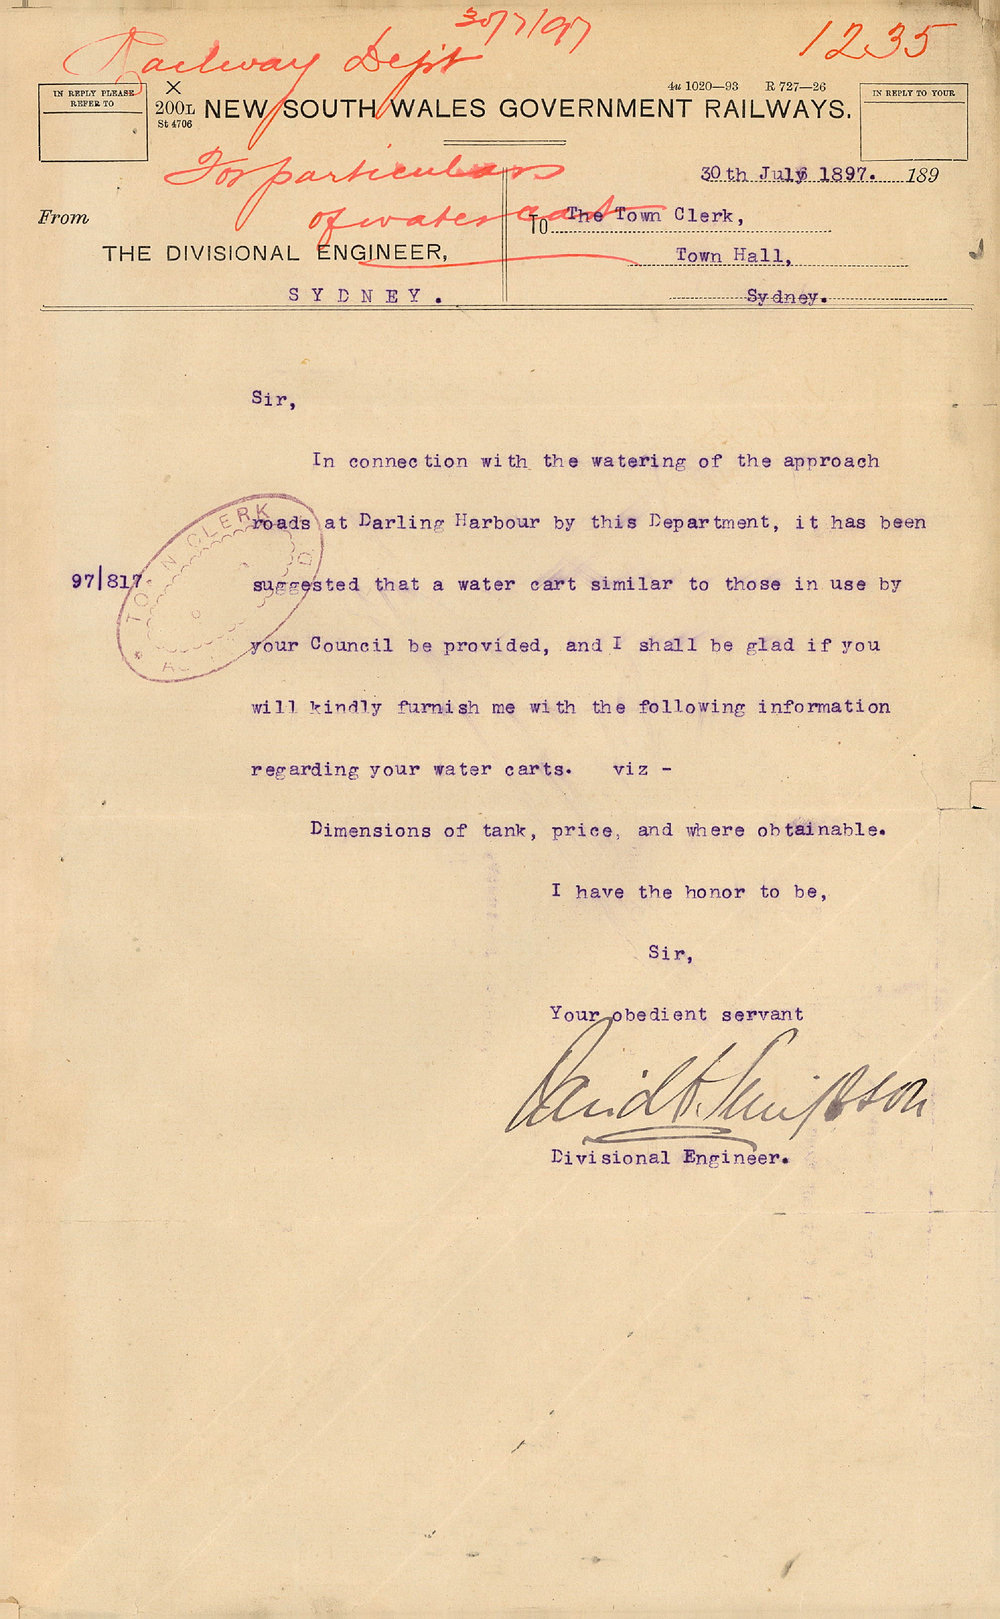 30/7/97
Railway Dept
1235
IN REPLY PLEASE
REFER TO
X
200L
St 4706
4u 1020—93 R 727—26
NEW SOUTH WALES GOVERNMENT RAILWAYS.
IN REPLY TO YOUR
For particulars
of water cart
30th July 1897. 189
From
THE DIVISIONAL ENGINEER,
SYDNEY.
To The Town Clerk,
Town Hall,
Sydney.
Sir,
In connection with the watering of the approach
roads at Darling Harbour by this Department, it has been
97/817
suggested that a water cart similar to those in use by
your Council be provided, and I shall be glad if you
will kindly furnish me with the following information
regarding your water carts. viz -
Dimensions of tank, price, and where obtainable.
I have the honor to be,
Sir,
Your obedient servant
David H. Simpson
Divisional Engineer.
TOWN CLERK